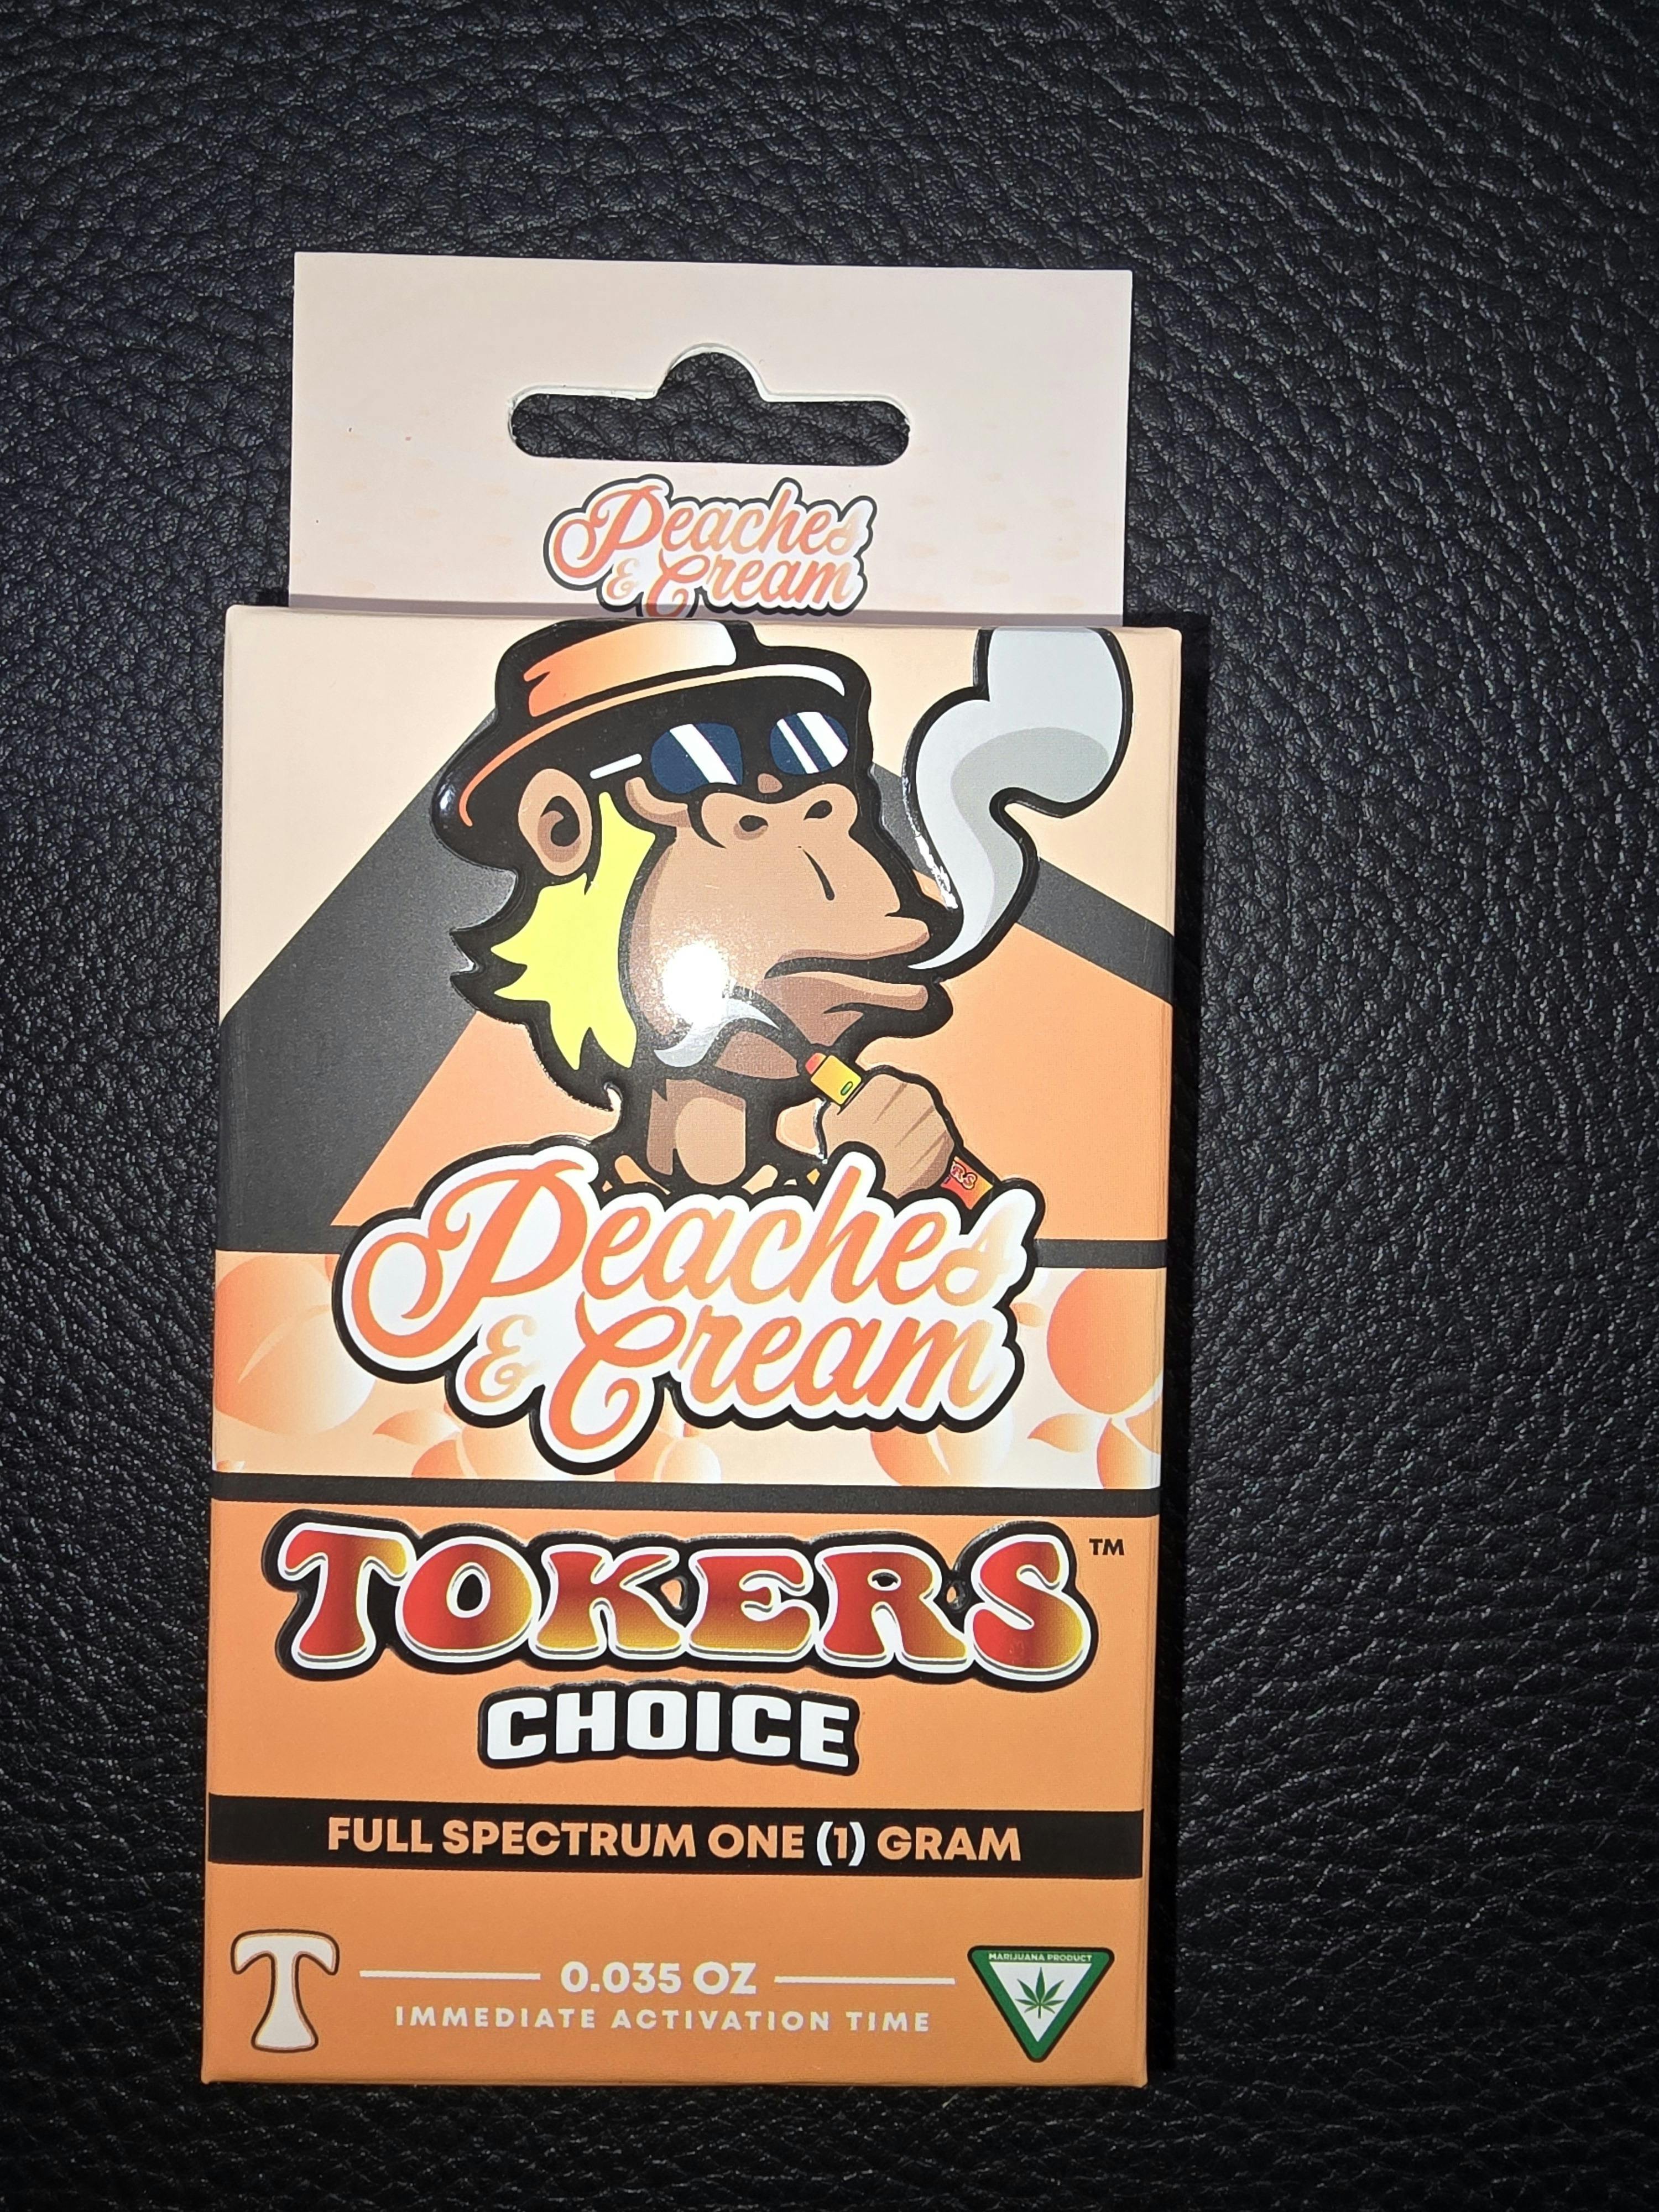 Peaches
& Cream
RS
Peaches
& Cream
TOKERS™
CHOICE
FULL SPECTRUM ONE (1) GRAM
T
0.035 OZ
IMMEDIATE ACTIVATION TIME
MARIJUANA PRODUCT